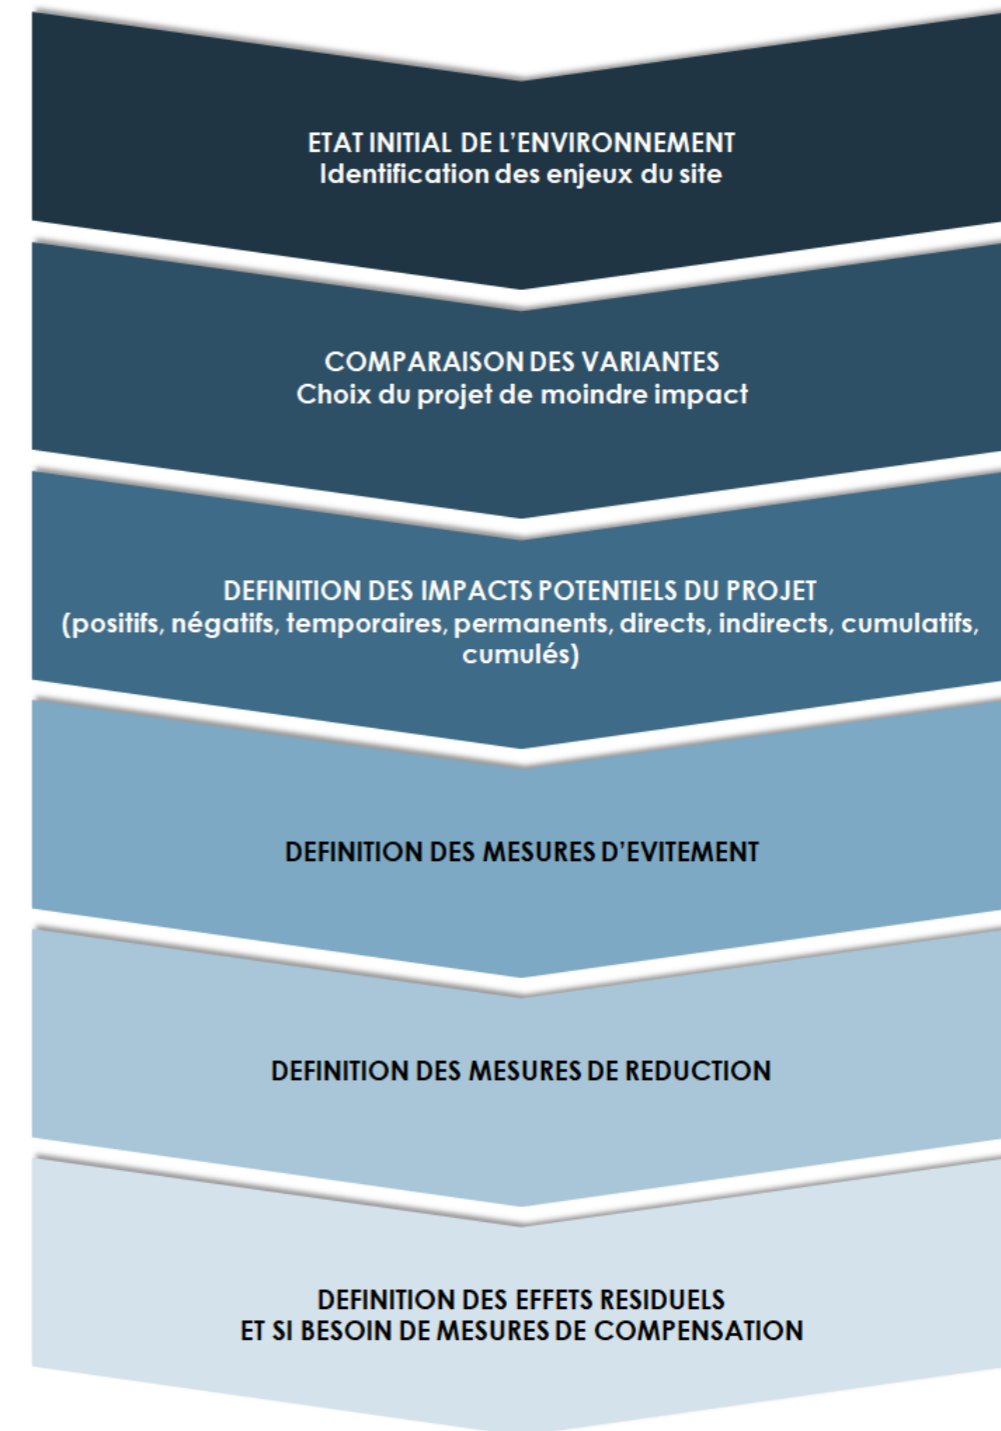 ETAT INITIAL DE L'ENVIRONNEMENT
Identification des enjeux du site
COMPARAISON DES VARIANTES
Choix du projet de moindre impact
DEFINITION DES IMPACTS POTENTIELS DU PROJET
(positifs, négatifs, temporaires, permanents, directs, indirects, cumulatifs,
cumulés)
DEFINITION DES MESURES D'EVITEMENT
DEFINITION DES MESURES DE REDUCTION
DEFINITION DES EFFETS RESIDUELS
ET SI BESOIN DE MESURES DE COMPENSATION